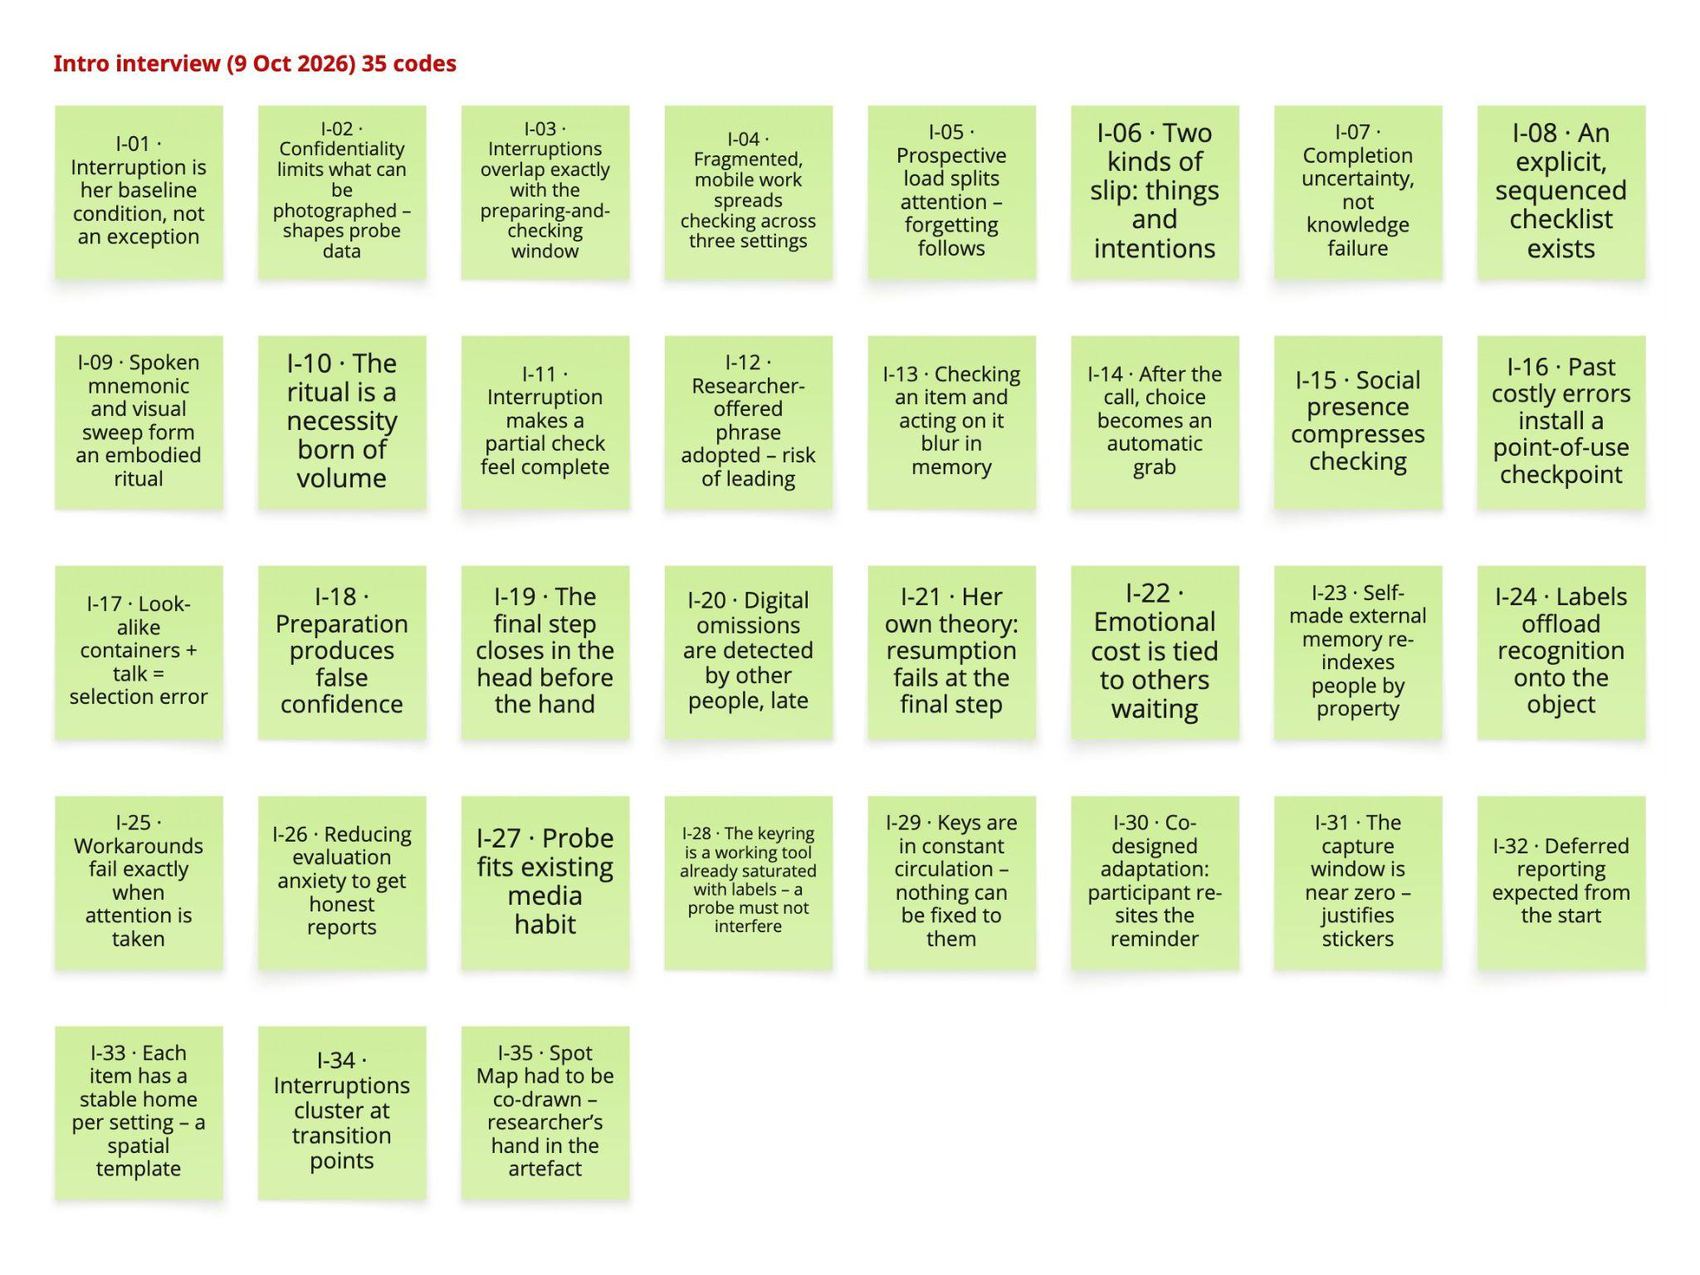 Intro interview (9 Oct 2026) 35 codes
I-01 ·
Interruption is
her baseline
condition, not
an exception
I-02 ·
Confidentiality
limits what can
be
photographed –
shapes probe
data
I-03 ·
Interruptions
overlap exactly
with the
preparing-and-
checking
window
I-04 ·
Fragmented,
mobile work
spreads
checking across
three settings
I-05 ·
Prospective
load splits
attention –
forgetting
follows
I-06 · Two
kinds of
slip: things
and
intentions
I-07 ·
Completion
uncertainty,
not
knowledge
failure
I-08 · An
explicit,
sequenced
checklist
exists
I-09 · Spoken
mnemonic
and visual
sweep form
an embodied
ritual
I-10 · The
ritual is a
necessity
born of
volume
I-11 ·
Interruption
makes a
partial check
feel complete
I-12 ·
Researcher-
offered
phrase
adopted – risk
of leading
I-13 · Checking
an item and
acting on it
blur in
memory
I-14 · After the
call, choice
becomes an
automatic
grab
I-15 · Social
presence
compresses
checking
I-16 · Past
costly errors
install a
point-of-use
checkpoint
I-17 · Look-
alike
containers +
talk =
selection error
I-18 ·
Preparation
produces
false
confidence
I-19 · The
final step
closes in the
head before
the hand
I-20 · Digital
omissions
are detected
by other
people, late
I-21 · Her
own theory:
resumption
fails at the
final step
I-22 ·
Emotional
cost is tied
to others
waiting
I-23 · Self-
made external
memory re-
indexes
people by
property
I-24 · Labels
offload
recognition
onto the
object
I-25 ·
Workarounds
fail exactly
when
attention is
taken
I-26 · Reducing
evaluation
anxiety to get
honest
reports
I-27 · Probe
fits existing
media
habit
I-28 · The keyring
is a working tool
already saturated
with labels – a
probe must not
interfere
I-29 · Keys are
in constant
circulation –
nothing can
be fixed to
them
I-30 · Co-
designed
adaptation:
participant re-
sites the
reminder
I-31 · The
capture
window is
near zero –
justifies
stickers
I-32 · Deferred
reporting
expected from
the start
I-33 · Each
item has a
stable home
per setting – a
spatial
template
I-34 ·
Interruptions
cluster at
transition
points
I-35 · Spot
Map had to be
co-drawn –
researcher’s
hand in the
artefact